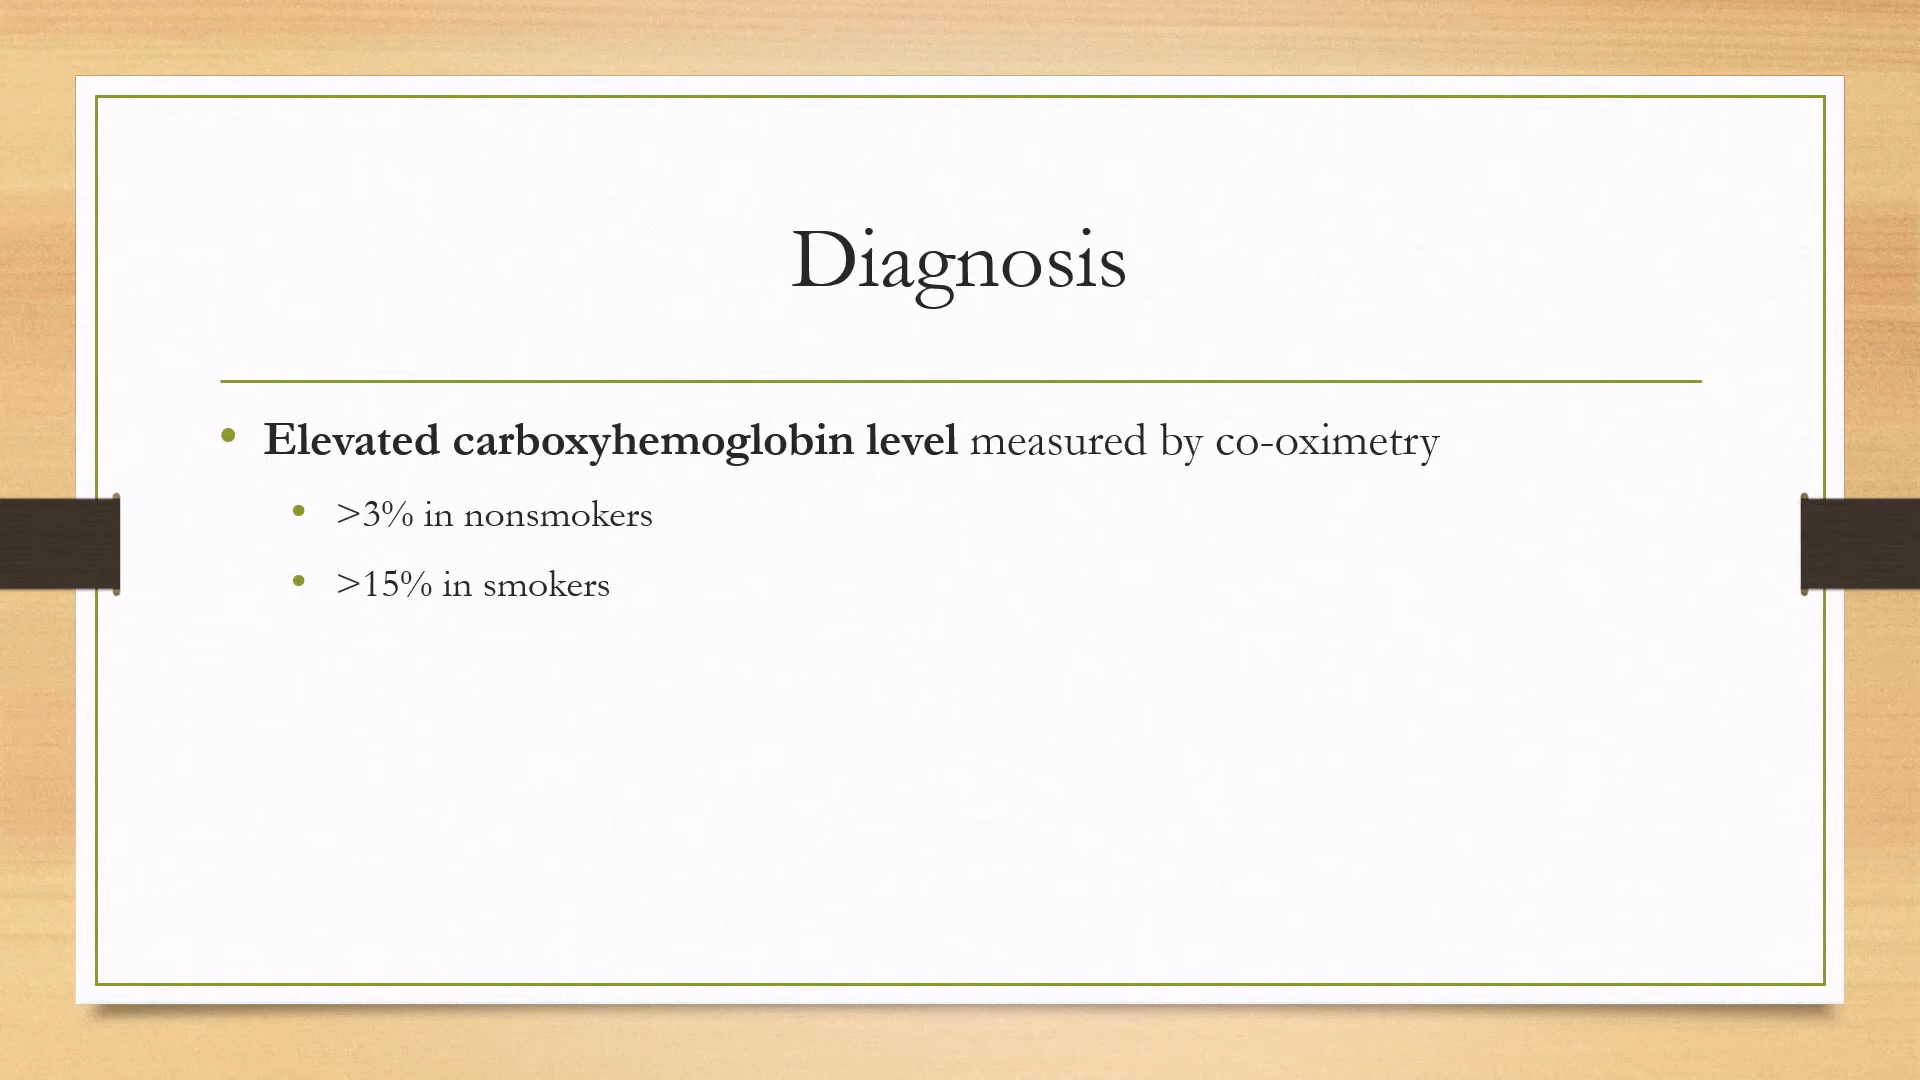 Diagnosis
• Elevated carboxyhemoglobin level measured by co-oximetry
• >3% in nonsmokers
• >15% in smokers